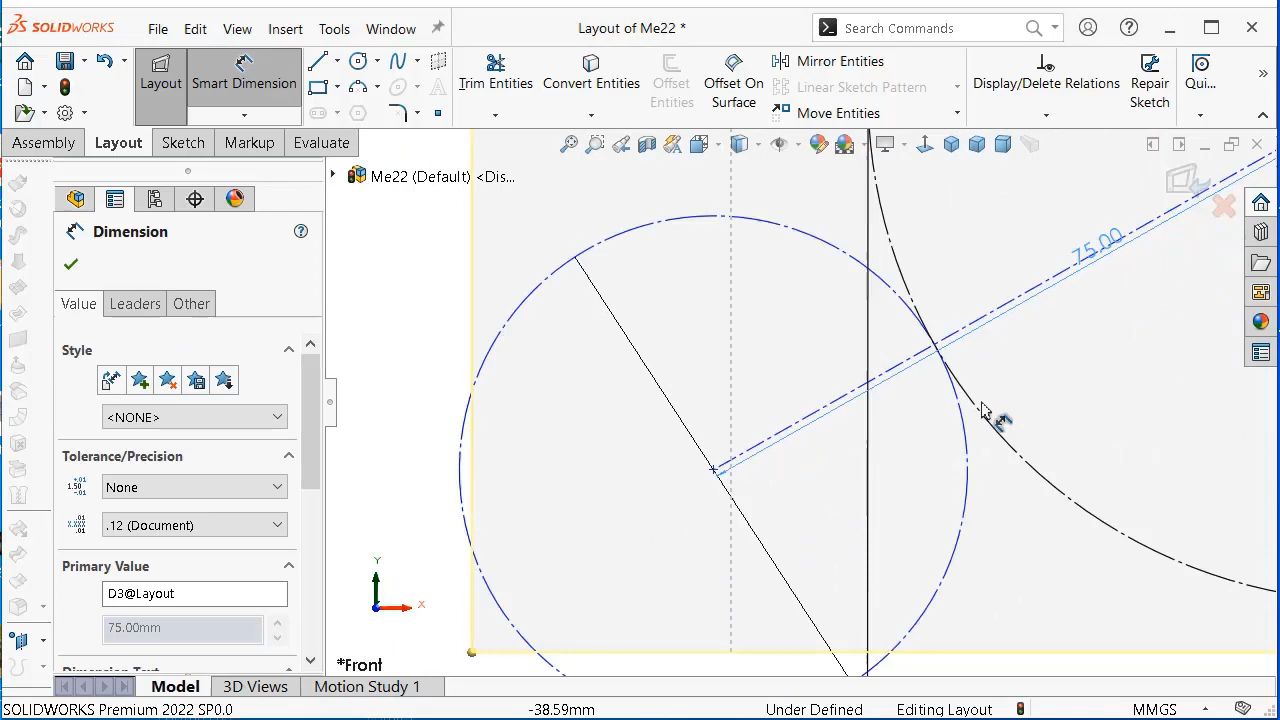 SOLIDWORKS
File Edit View Insert Tools Window
Layout of Me22 *
Search Commands
Layout
Smart Dimension
Trim Entities
Convert Entities
Offset Entities
Offset On Surface
Mirror Entities
Linear Sketch Pattern
Move Entities
Display/Delete Relations
Repair Sketch
Qui...
Assembly Layout Sketch Markup Evaluate
Me22 (Default) <Dis...
Dimension
Value Leaders Other
Style
<NONE>
Tolerance/Precision
None
.12 (Document)
Primary Value
D3@Layout
75.00mm
75.00
Y
X
*Front
Model 3D Views Motion Study 1
SOLIDWORKS Premium 2022 SP0.0
-38.59mm
Under Defined
Editing Layout
MMGS